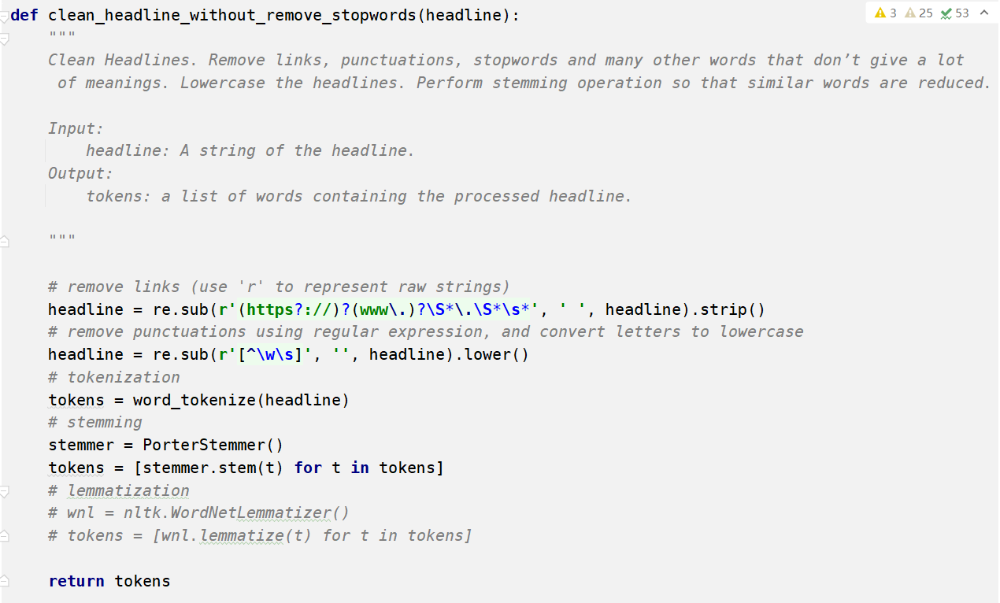 def clean_headline_without_remove_stopwords(headline):
3 25 53
    """
    Clean Headlines. Remove links, punctuations, stopwords and many other words that don’t give a lot
     of meanings. Lowercase the headlines. Perform stemming operation so that similar words are reduced.

    Input:
        headline: A string of the headline.
    Output:
        tokens: a list of words containing the processed headline.

    """

    # remove links (use 'r' to represent raw strings)
    headline = re.sub(r'(https?://)?(www\.)?\S*\.\S*\s*', ' ', headline).strip()
    # remove punctuations using regular expression, and convert letters to lowercase
    headline = re.sub(r'[^\w\s]', '', headline).lower()
    # tokenization
    tokens = word_tokenize(headline)
    # stemming
    stemmer = PorterStemmer()
    tokens = [stemmer.stem(t) for t in tokens]
    # lemmatization
    # wnl = nltk.WordNetLemmatizer()
    # tokens = [wnl.lemmatize(t) for t in tokens]

    return tokens